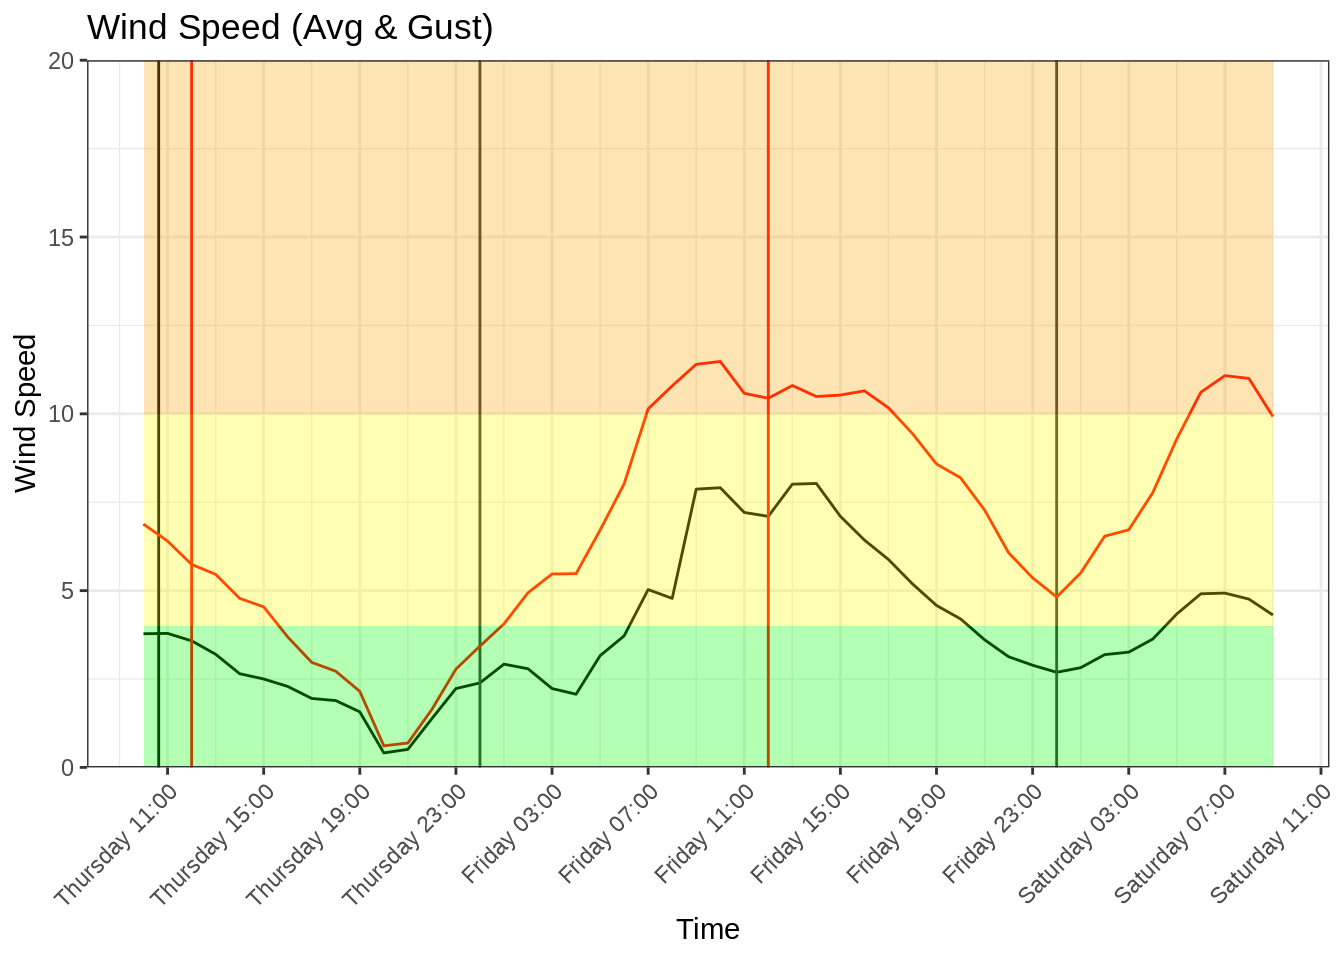 Wind Speed (Avg & Gust)
Wind Speed
20
15
10
5
0
Thursday 11:00
Thursday 15:00
Thursday 19:00
Thursday 23:00
Friday 03:00
Friday 07:00
Friday 11:00
Friday 15:00
Friday 19:00
Friday 23:00
Saturday 03:00
Saturday 07:00
Saturday 11:00
Time